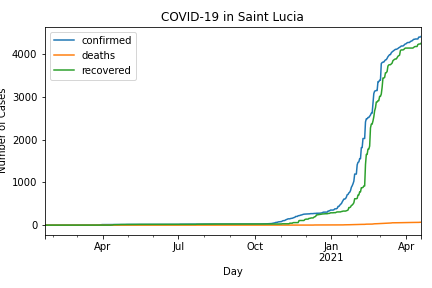 COVID-19 in Saint Lucia
confirmed
deaths
recovered
4000
3000
2000
1000
0
Number of Cases
Apr
Jul
Oct
Jan
2021
Apr
Day